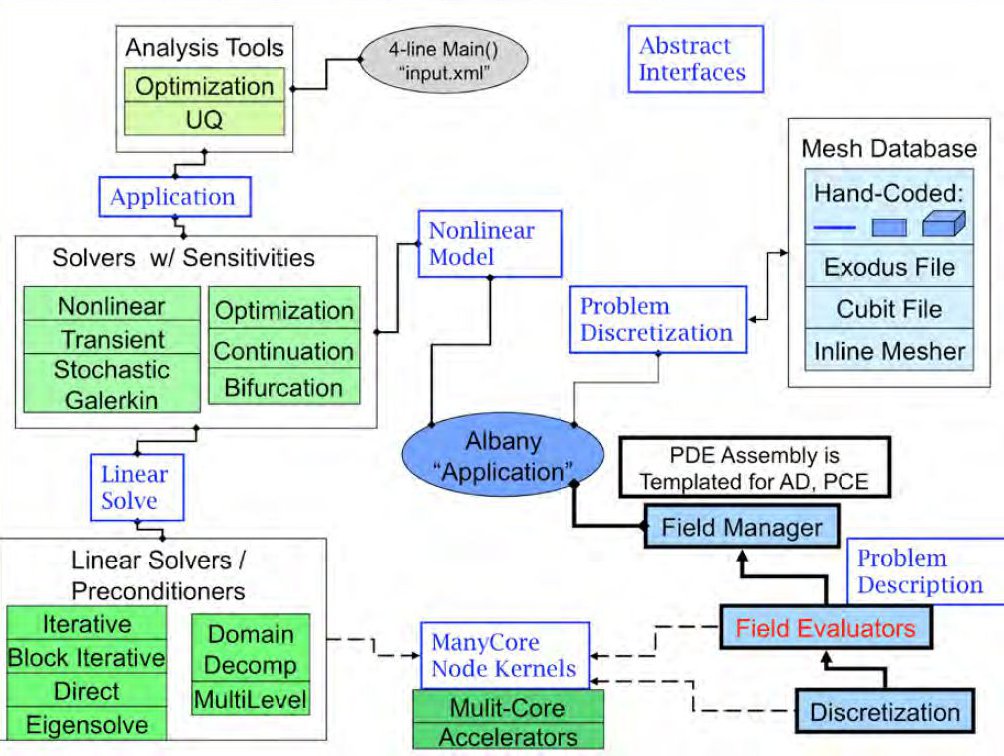 Analysis Tools
Optimization
UQ
4-line Main()
“input.xml”
Abstract
Interfaces
Application
Mesh Database
Hand-Coded:
Exodus File
Cubit File
Inline Mesher
Solvers w/ Sensitivities
Nonlinear
Transient
Stochastic
Galerkin
Optimization
Continuation
Bifurcation
Nonlinear
Model
Problem
Discretization
Albany
“Application”
Linear
Solve
PDE Assembly is
Templated for AD, PCE
Field Manager
Problem
Description
Field Evaluators
Discretization
Linear Solvers /
Preconditioners
Iterative
Block Iterative
Direct
Eigensolve
Domain
Decomp
MultiLevel
ManyCore
Node Kernels
Mulit-Core
Accelerators